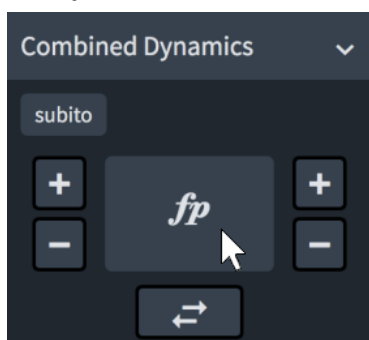 Combined Dynamics
subito
+ fp +
− −